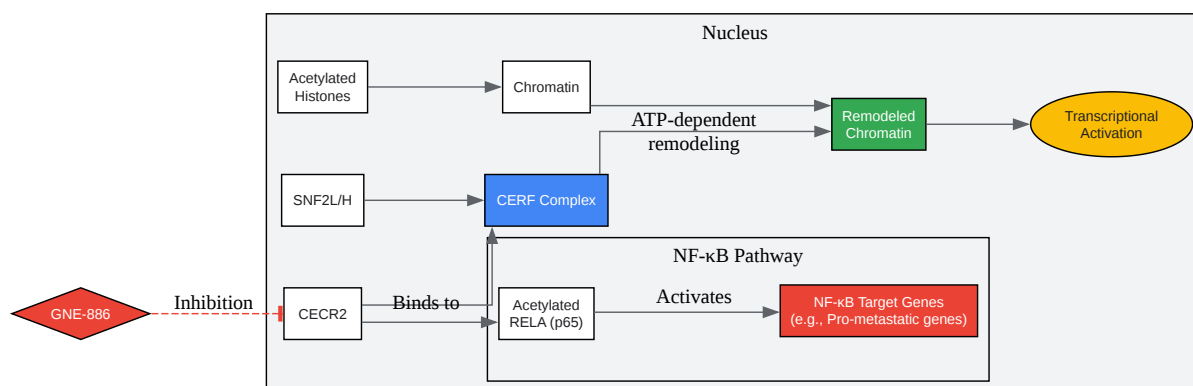 Nucleus
Acetylated
Histones
Chromatin
ATP-dependent
remodeling
Remodeled
Chromatin
Transcriptional
Activation
SNF2L/H
CERF Complex
NF-κB Pathway
GNE-886
Inhibition
CECR2
Binds to
Acetylated
RELA (p65)
Activates
NF-κB Target Genes
(e.g., Pro-metastatic genes)